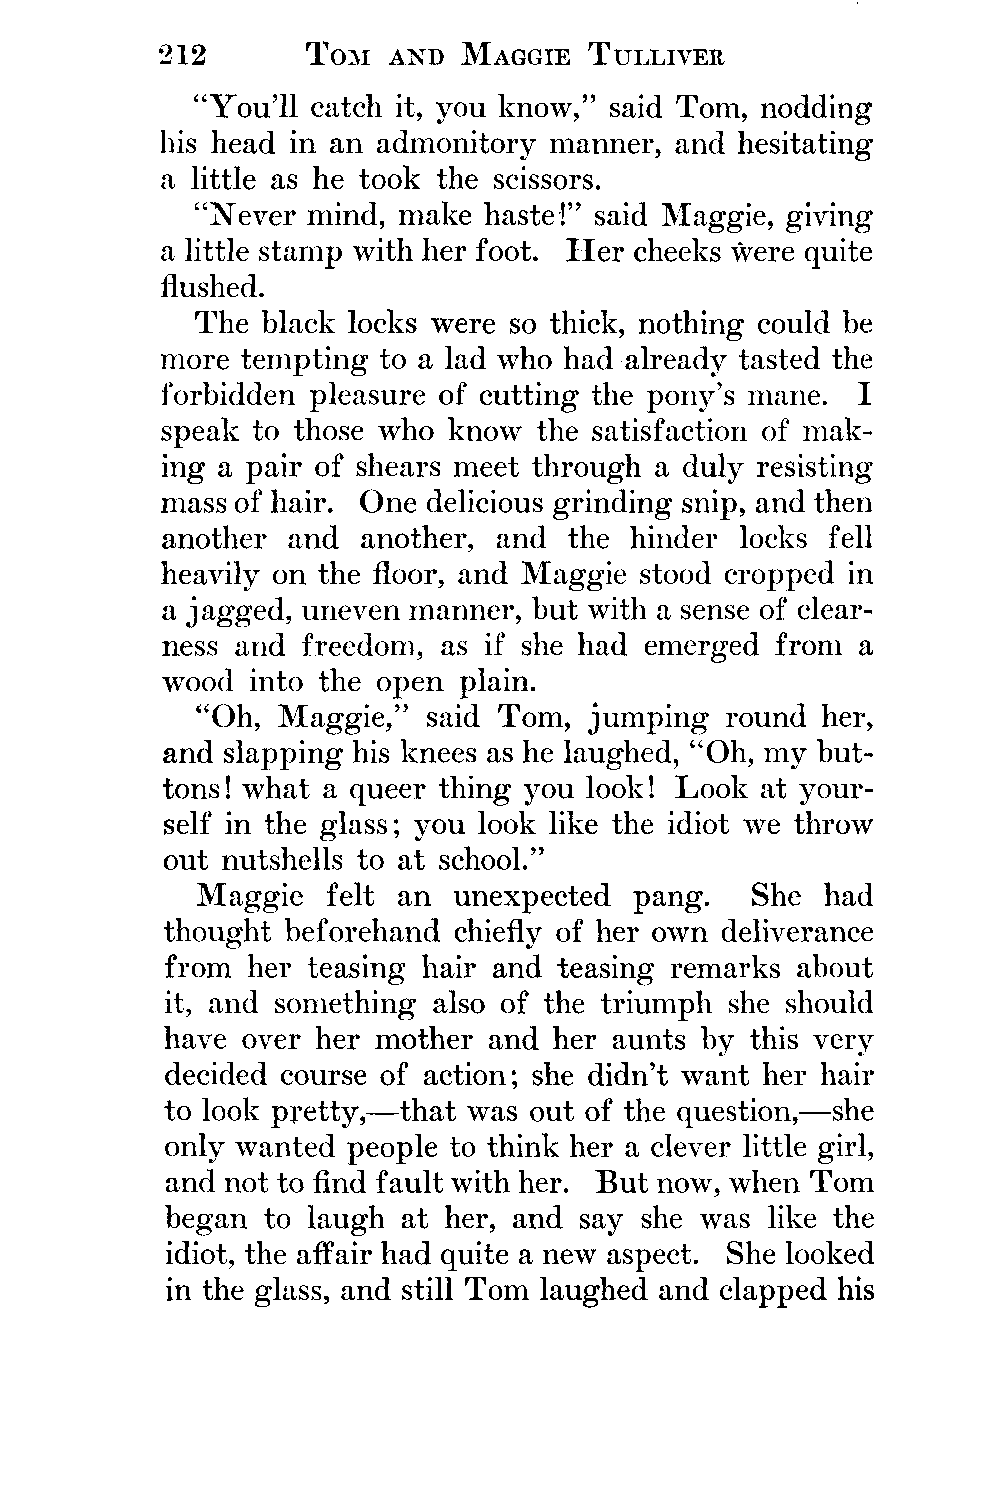 212 Tom and Maggie Tulliver
“You’ll catch it, you know,” said Tom, nodding
his head in an admonitory manner, and hesitating
a little as he took the scissors.
“Never mind, make haste!” said Maggie, giving
a little stamp with her foot. Her cheeks were quite
flushed.
The black locks were so thick, nothing could be
more tempting to a lad who had already tasted the
forbidden pleasure of cutting the pony’s mane. I
speak to those who know the satisfaction of mak-
ing a pair of shears meet through a duly resisting
mass of hair. One delicious grinding snip, and then
another and another, and the hinder locks fell
heavily on the floor, and Maggie stood cropped in
a jagged, uneven manner, but with a sense of clear-
ness and freedom, as if she had emerged from a
wood into the open plain.
“Oh, Maggie,” said Tom, jumping round her,
and slapping his knees as he laughed, “Oh, my but-
tons! what a queer thing you look! Look at your-
self in the glass; you look like the idiot we throw
out nutshells to at school.”
Maggie felt an unexpected pang. She had
thought beforehand chiefly of her own deliverance
from her teasing hair and teasing remarks about
it, and something also of the triumph she should
have over her mother and her aunts by this very
decided course of action; she didn’t want her hair
to look pretty,—that was out of the question,—she
only wanted people to think her a clever little girl,
and not to find fault with her. But now, when Tom
began to laugh at her, and say she was like the
idiot, the affair had quite a new aspect. She looked
in the glass, and still Tom laughed and clapped his